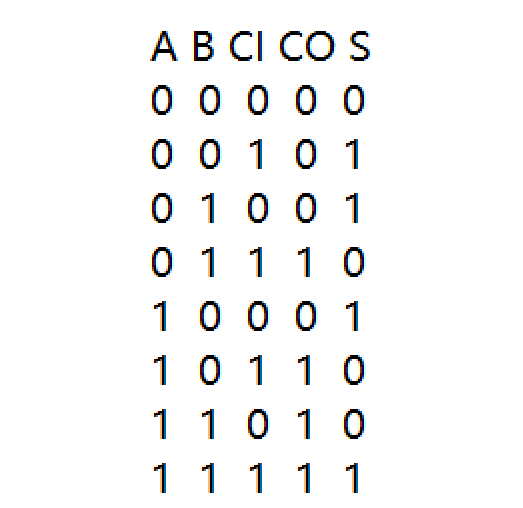 A B CI CO S
0 0 0 0 0
0 0 1 0 1
0 1 0 0 1
0 1 1 1 0
1 0 0 0 1
1 0 1 1 0
1 1 0 1 0
1 1 1 1 1